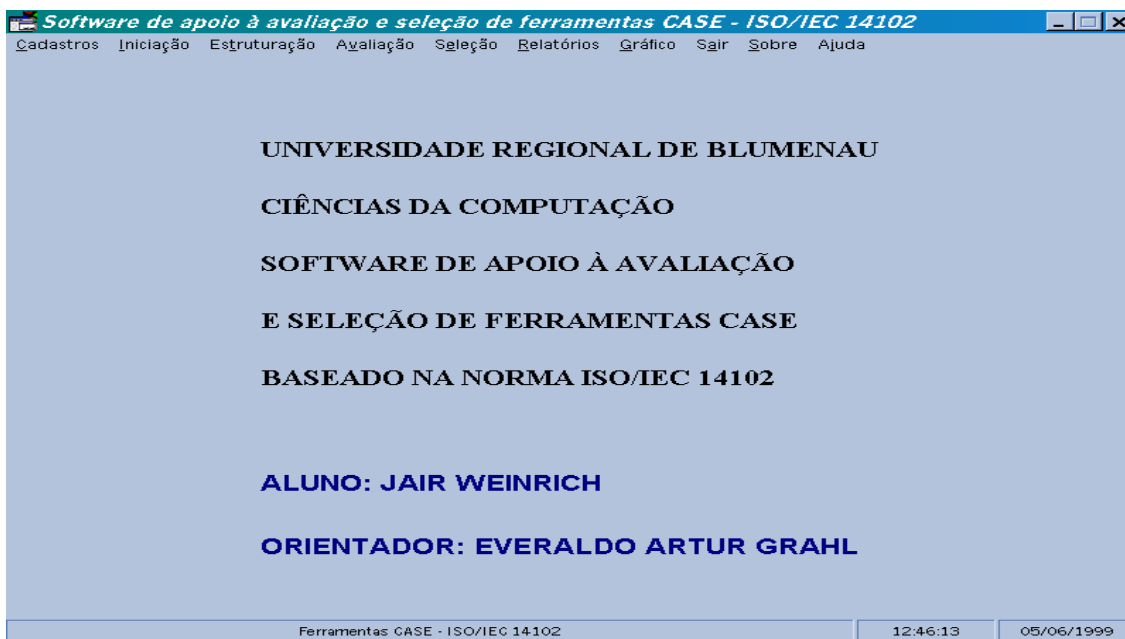 Software de apoio à avaliação e seleção de ferramentas CASE - ISO/IEC 14102
Cadastros Iniciação Estruturação Avaliação Seleção Relatórios Gráfico Sair Sobre Ajuda
UNIVERSIDADE REGIONAL DE BLUMENAU
CIÊNCIAS DA COMPUTAÇÃO
SOFTWARE DE APOIO À AVALIAÇÃO
E SELEÇÃO DE FERRAMENTAS CASE
BASEADO NA NORMA ISO/IEC 14102
ALUNO: JAIR WEINRICH
ORIENTADOR: EVERALDO ARTUR GRAHL
Ferramentas CASE - ISO/IEC 14102 12:46:13 05/06/1999